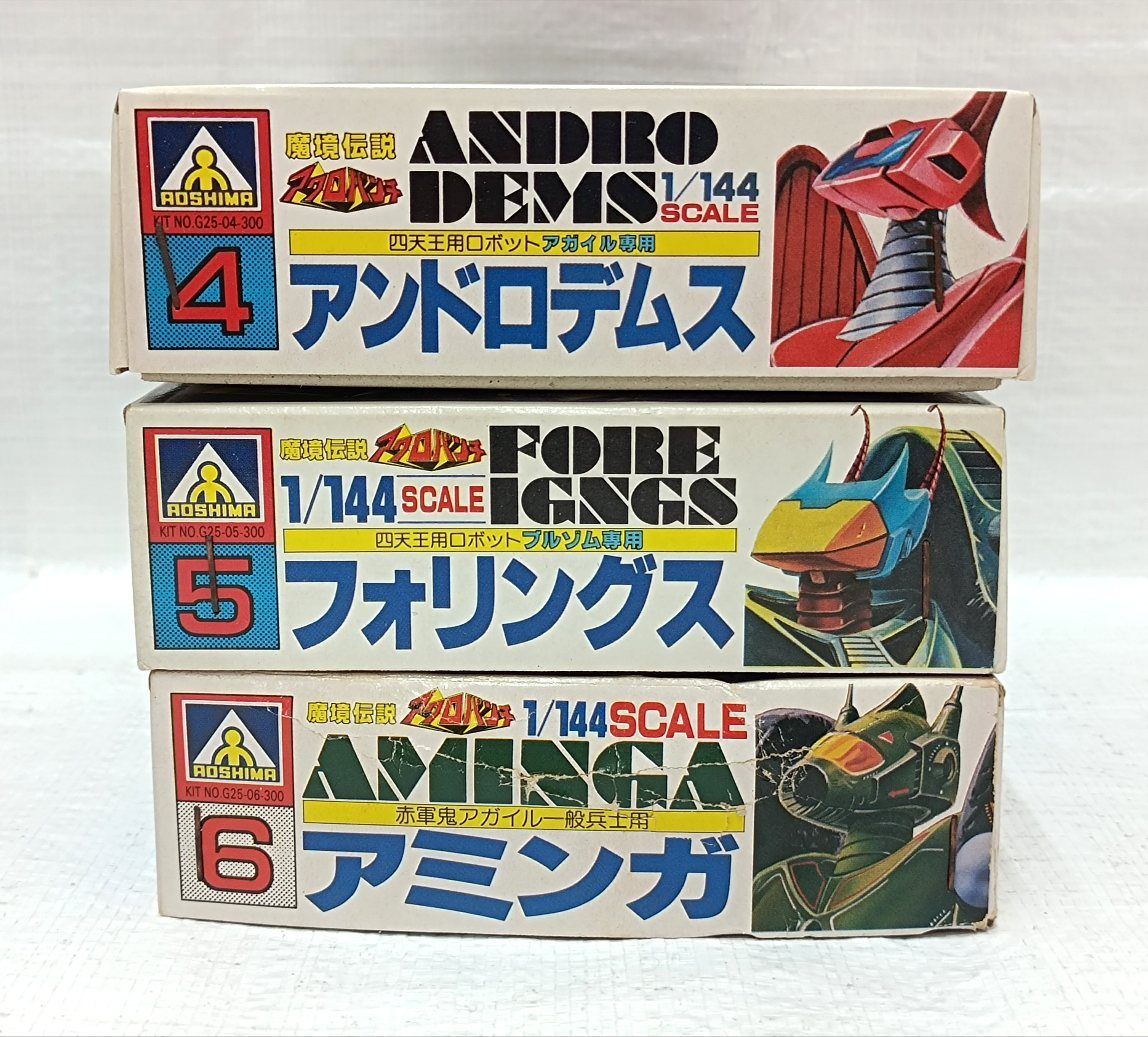 AOSHIMA
KIT NO.G25-04-300
4
魔境伝説
アクロバンチ
ANDRO
DEMS
1/144
SCALE
四天王用ロボットアガイル専用
アンドロデムス
AOSHIMA
KIT NO.G25-05-300
5
魔境伝説 アクロバンチ
1/144 SCALE
FORE
IGNGS
四天王用ロボットブルゾム専用
フォリングス
AOSHIMA
KIT NO.G25-06-300
6
魔境伝説 アクロバンチ 1/144 SCALE
AMINGA
赤軍鬼アガイル一般兵士用
アミンガ